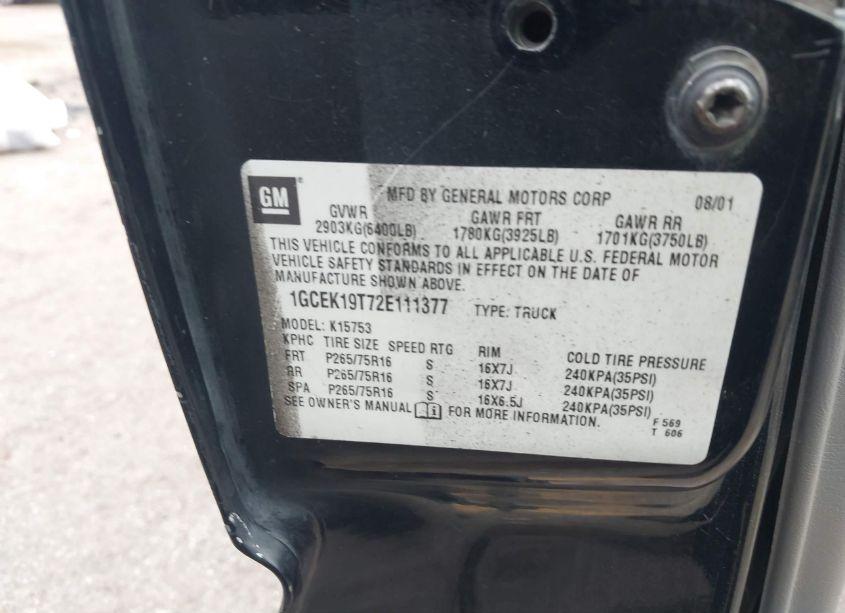 GM ®
MFD BY GENERAL MOTORS CORP 08/01
GVWR GAWR FRT GAWR RR
2903KG(6400LB) 1780KG(3925LB) 1701KG(3750LB)
THIS VEHICLE CONFORMS TO ALL APPLICABLE U.S. FEDERAL MOTOR
VEHICLE SAFETY STANDARDS IN EFFECT ON THE DATE OF
MANUFACTURE SHOWN ABOVE.
1GCEK19T72E111377 TYPE: TRUCK
MODEL: K15753
KPHC TIRE SIZE SPEED RTG RIM COLD TIRE PRESSURE
FRT P265/75R16 S 16X7J 240KPA(35PSI)
RR P265/75R16 S 16X7J 240KPA(35PSI)
SPA P265/75R16 S 16X6.5J 240KPA(35PSI)
SEE OWNER'S MANUAL i FOR MORE INFORMATION. F 569
T 606